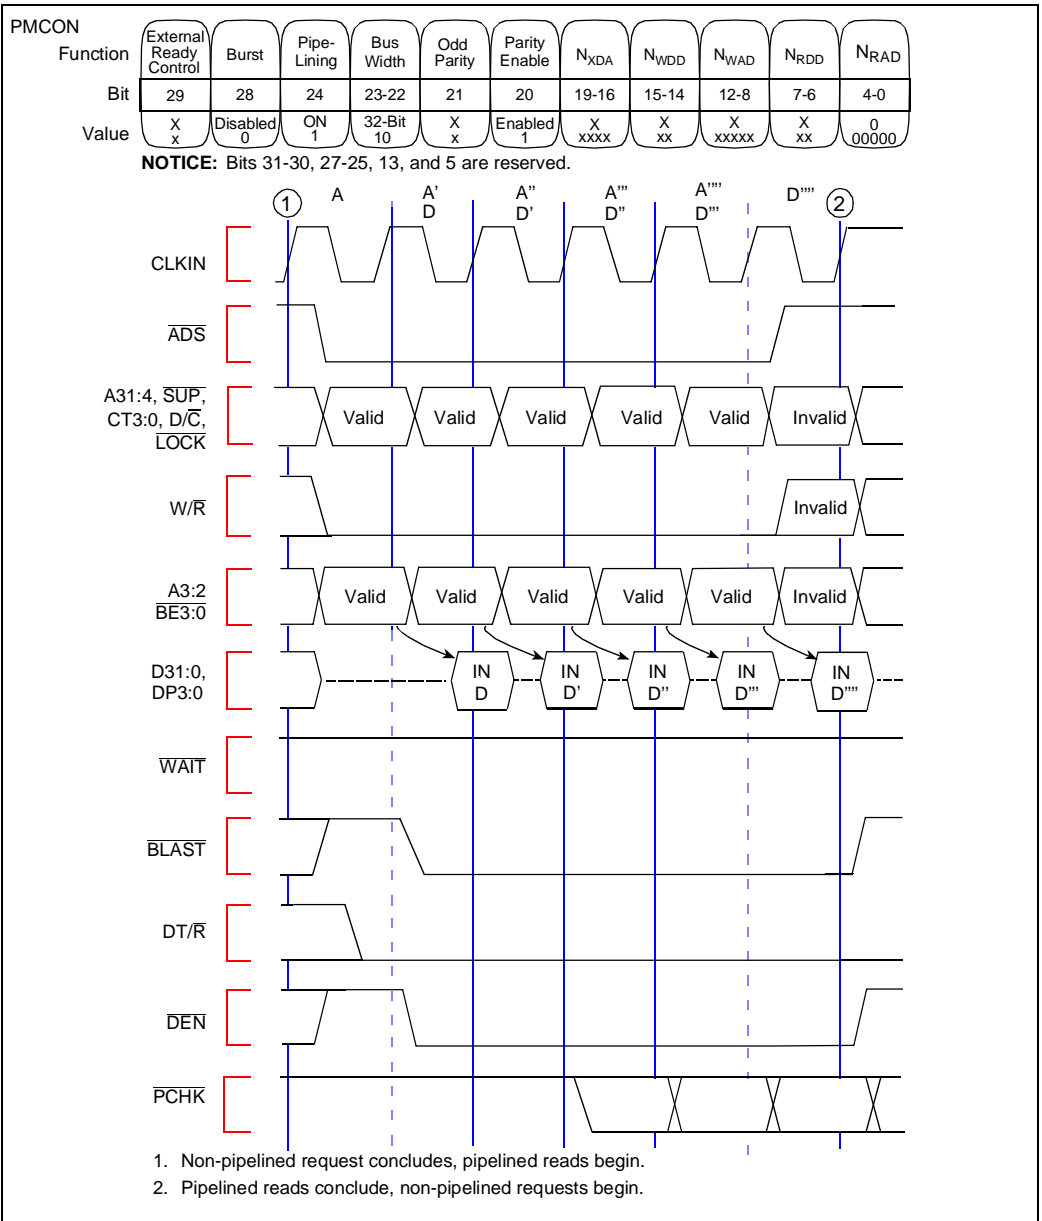 PMCON
Function External Ready Control Burst Pipe-Lining Bus Width Odd Parity Parity Enable NXDA NWDD NWAD NRDD NRAD
Bit 29 28 24 23-22 21 20 19-16 15-14 12-8 7-6 4-0
Value X x Disabled 0 ON 1 32-Bit 10 X x Enabled 1 X xxxx X xx X xxxxx X xx 0 00000
NOTICE: Bits 31-30, 27-25, 13, and 5 are reserved.
1 A A' A'' A''' A'''' D'''' 2
D D' D'' D'''
CLKIN
ADS
A31:4, SUP,
CT3:0, D/C,
LOCK
Valid Valid Valid Valid Valid Invalid
W/R
Invalid
A3:2
BE3:0
Valid Valid Valid Valid Valid Invalid
D31:0,
DP3:0
IN IN IN IN IN
D D' D'' D''' D''''
WAIT
BLAST
DT/R
DEN
PCHK
1. Non-pipelined request concludes, pipelined reads begin.
2. Pipelined reads conclude, non-pipelined requests begin.